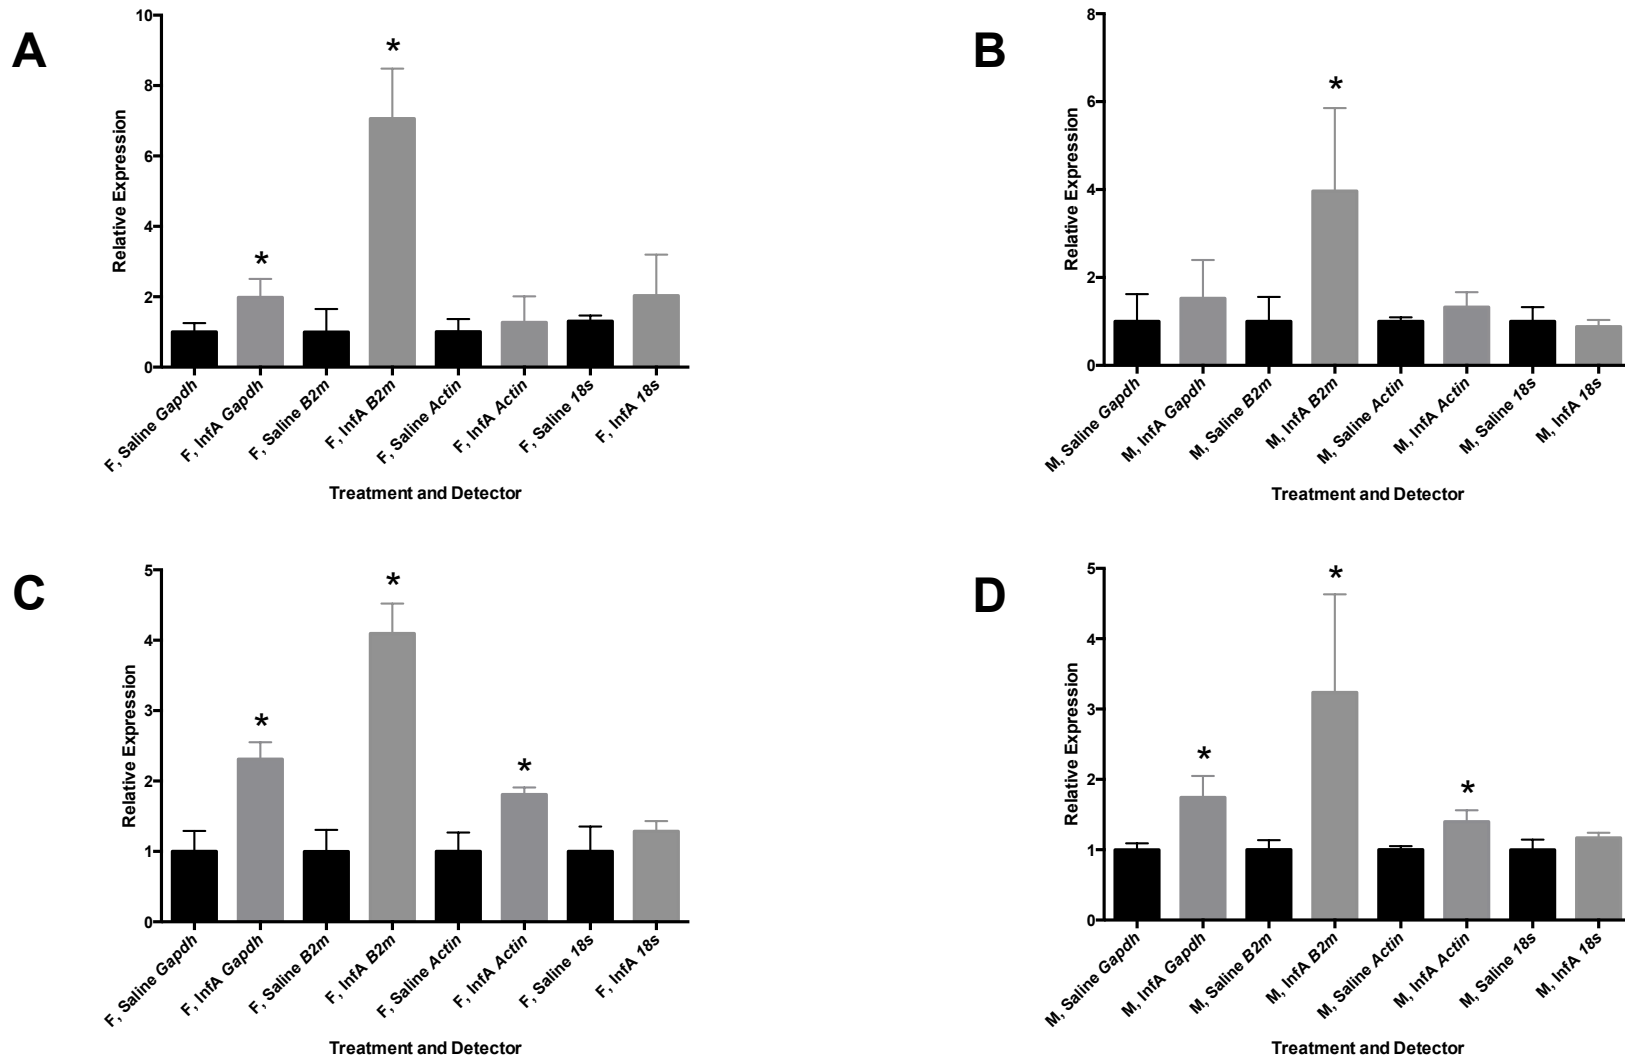 A
10
8
6
4
2
0
Relative Expression
*
*
F, Saline Gapdh
F, InfA Gapdh
F, Saline B2m
F, InfA B2m
F, Saline Actin
F, InfA Actin
F, Saline 18s
F, InfA 18s
Treatment and Detector
B
8
6
4
2
0
Relative Expression
*
M, Saline Gapdh
M, InfA Gapdh
M, Saline B2m
M, InfA B2m
M, Saline Actin
M, InfA Actin
M, Saline 18s
M, InfA 18s
Treatment and Detector
C
5
4
3
2
1
0
Relative Expression
*
*
*
F, Saline Gapdh
F, InfA Gapdh
F, Saline B2m
F, InfA B2m
F, Saline Actin
F, InfA Actin
F, Saline 18s
F, InfA 18s
Treatment and Detector
D
5
4
3
2
1
0
Relative Expression
*
*
*
M, Saline Gapdh
M, InfA Gapdh
M, Saline B2m
M, InfA B2m
M, Saline Actin
M, InfA Actin
M, Saline 18s
M, InfA 18s
Treatment and Detector